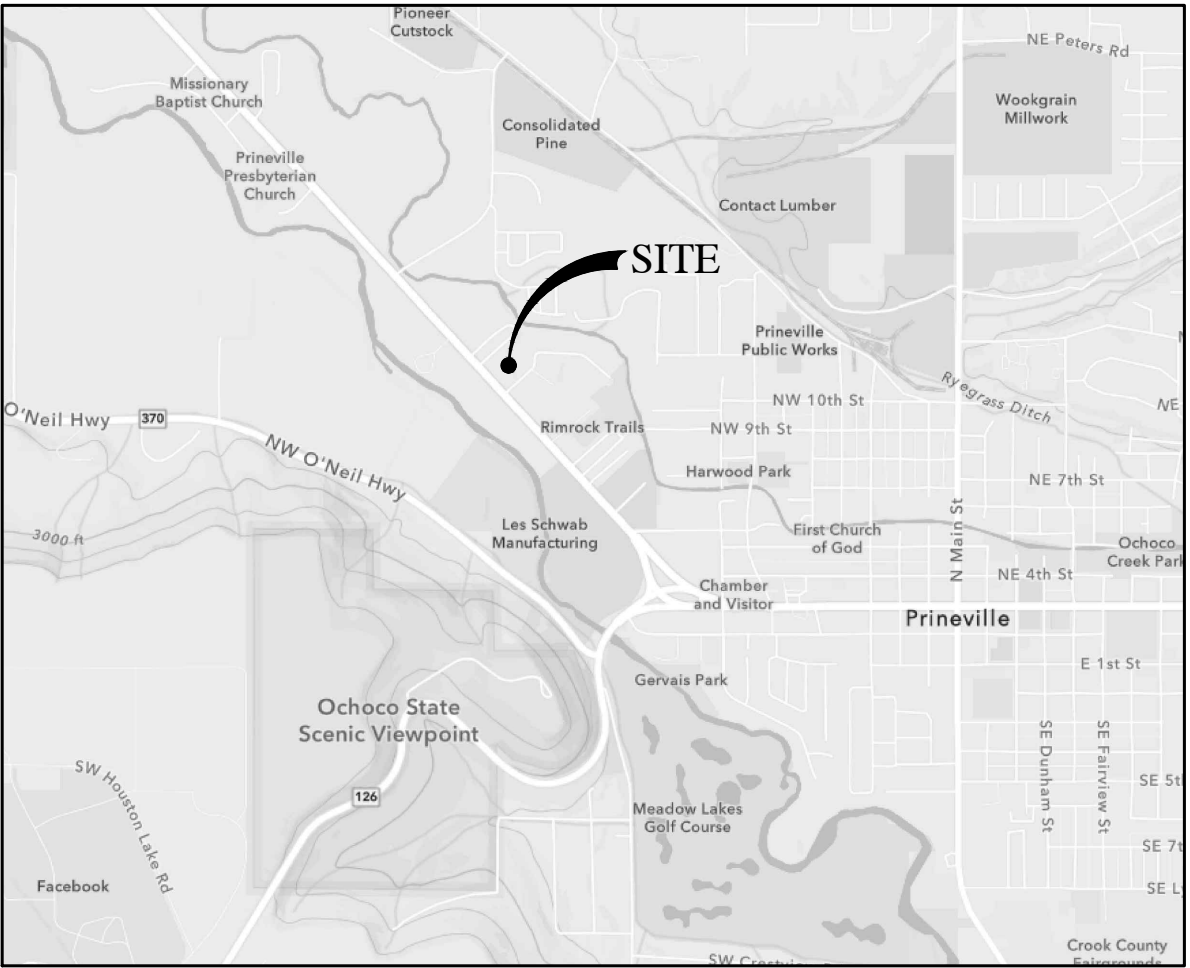 Pioneer
Cutstock
NE Peters Rd
Missionary
Baptist Church
Wookgrain
Millwork
Consolidated
Pine
Prineville
Presbyterian
Church
Contact Lumber
SITE
Prineville
Public Works
Ryegrass Ditch
NW 10th St
NE
O'Neil Hwy
370
NW O'Neil Hwy
Rimrock Trails
NW 9th St
Harwood Park
NE 7th St
N Main St
3000 ft
Les Schwab
Manufacturing
First Church
of God
Ochoco
Creek Park
NE 4th St
Chamber
and Visitor
Prineville
E 1st St
Gervais Park
Ochoco State
Scenic Viewpoint
SE Dunham St
SE Fairview St
SW Houston Lake Rd
126
SE 5t
Meadow Lakes
Golf Course
SE 7t
Facebook
SE L
Crook County
Fairgrounds
SW